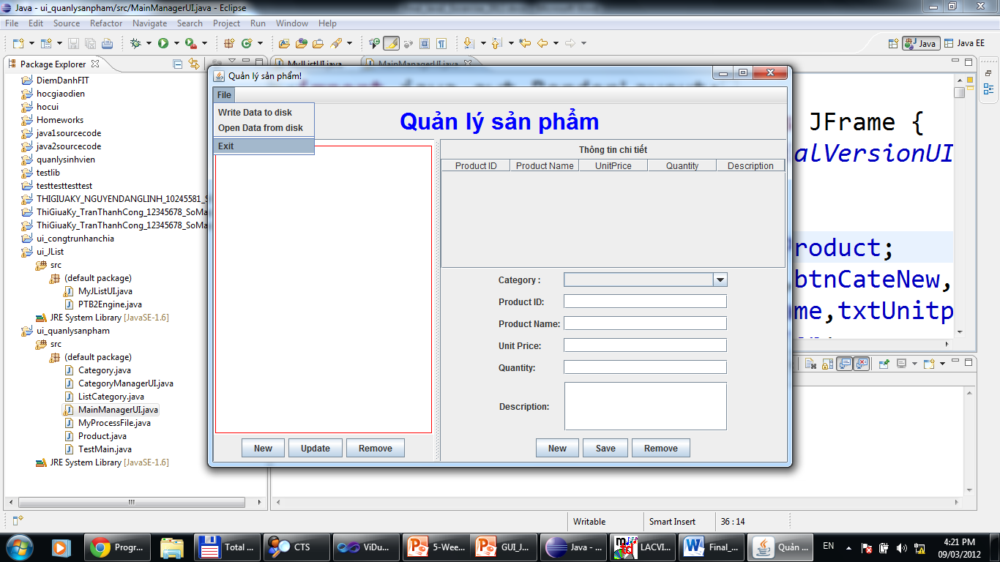 Java - ui_quanlysanpham/src/MainManagerUI.java - Eclipse
File Edit Source Refactor Navigate Search Project Run Window Help
Java Java EE
Package Explorer
MyJListUI.java MainManagerUI.java
DiemDanhFIT
hocgiaodien
hocui
Homeworks
java1sourcecode
java2sourcecode
quanlysinhvien
testlib
testtesttesttest
THIGIUAKY_NGUYENDANGLINH_10245581_S
ThiGiuaKy_TranThanhCong_12345678_SoMa
ThiGiuaKy_TranThanhCong_12345678_SoMa
ui_congtrunhanchia
ui_JList
src
(default package)
MyJListUI.java
PTB2Engine.java
JRE System Library [JavaSE-1.6]
ui_quanlysanpham
src
(default package)
Category.java
CategoryManagerUI.java
ListCategory.java
MainManagerUI.java
MyProcessFile.java
Product.java
TestMain.java
JRE System Library [JavaSE-1.6]
Quản lý sản phẩm!
File
Write Data to disk
Open Data from disk
Exit
Quản lý sản phẩm
Thông tin chi tiết
Product ID Product Name UnitPrice Quantity Description
Category :
Product ID:
Product Name:
Unit Price:
Quantity:
Description:
New Update Remove
New Save Remove
JFrame {
alVersionUI
roduct;
btnCateNew,
me,txtUnitp
Writable Smart Insert 36 : 14
Progr... Total ... CTS ViDu... 5-Wee... GUI_J... Java - ... LACVI... Final_... Quản ...
EN
4:21 PM
09/03/2012